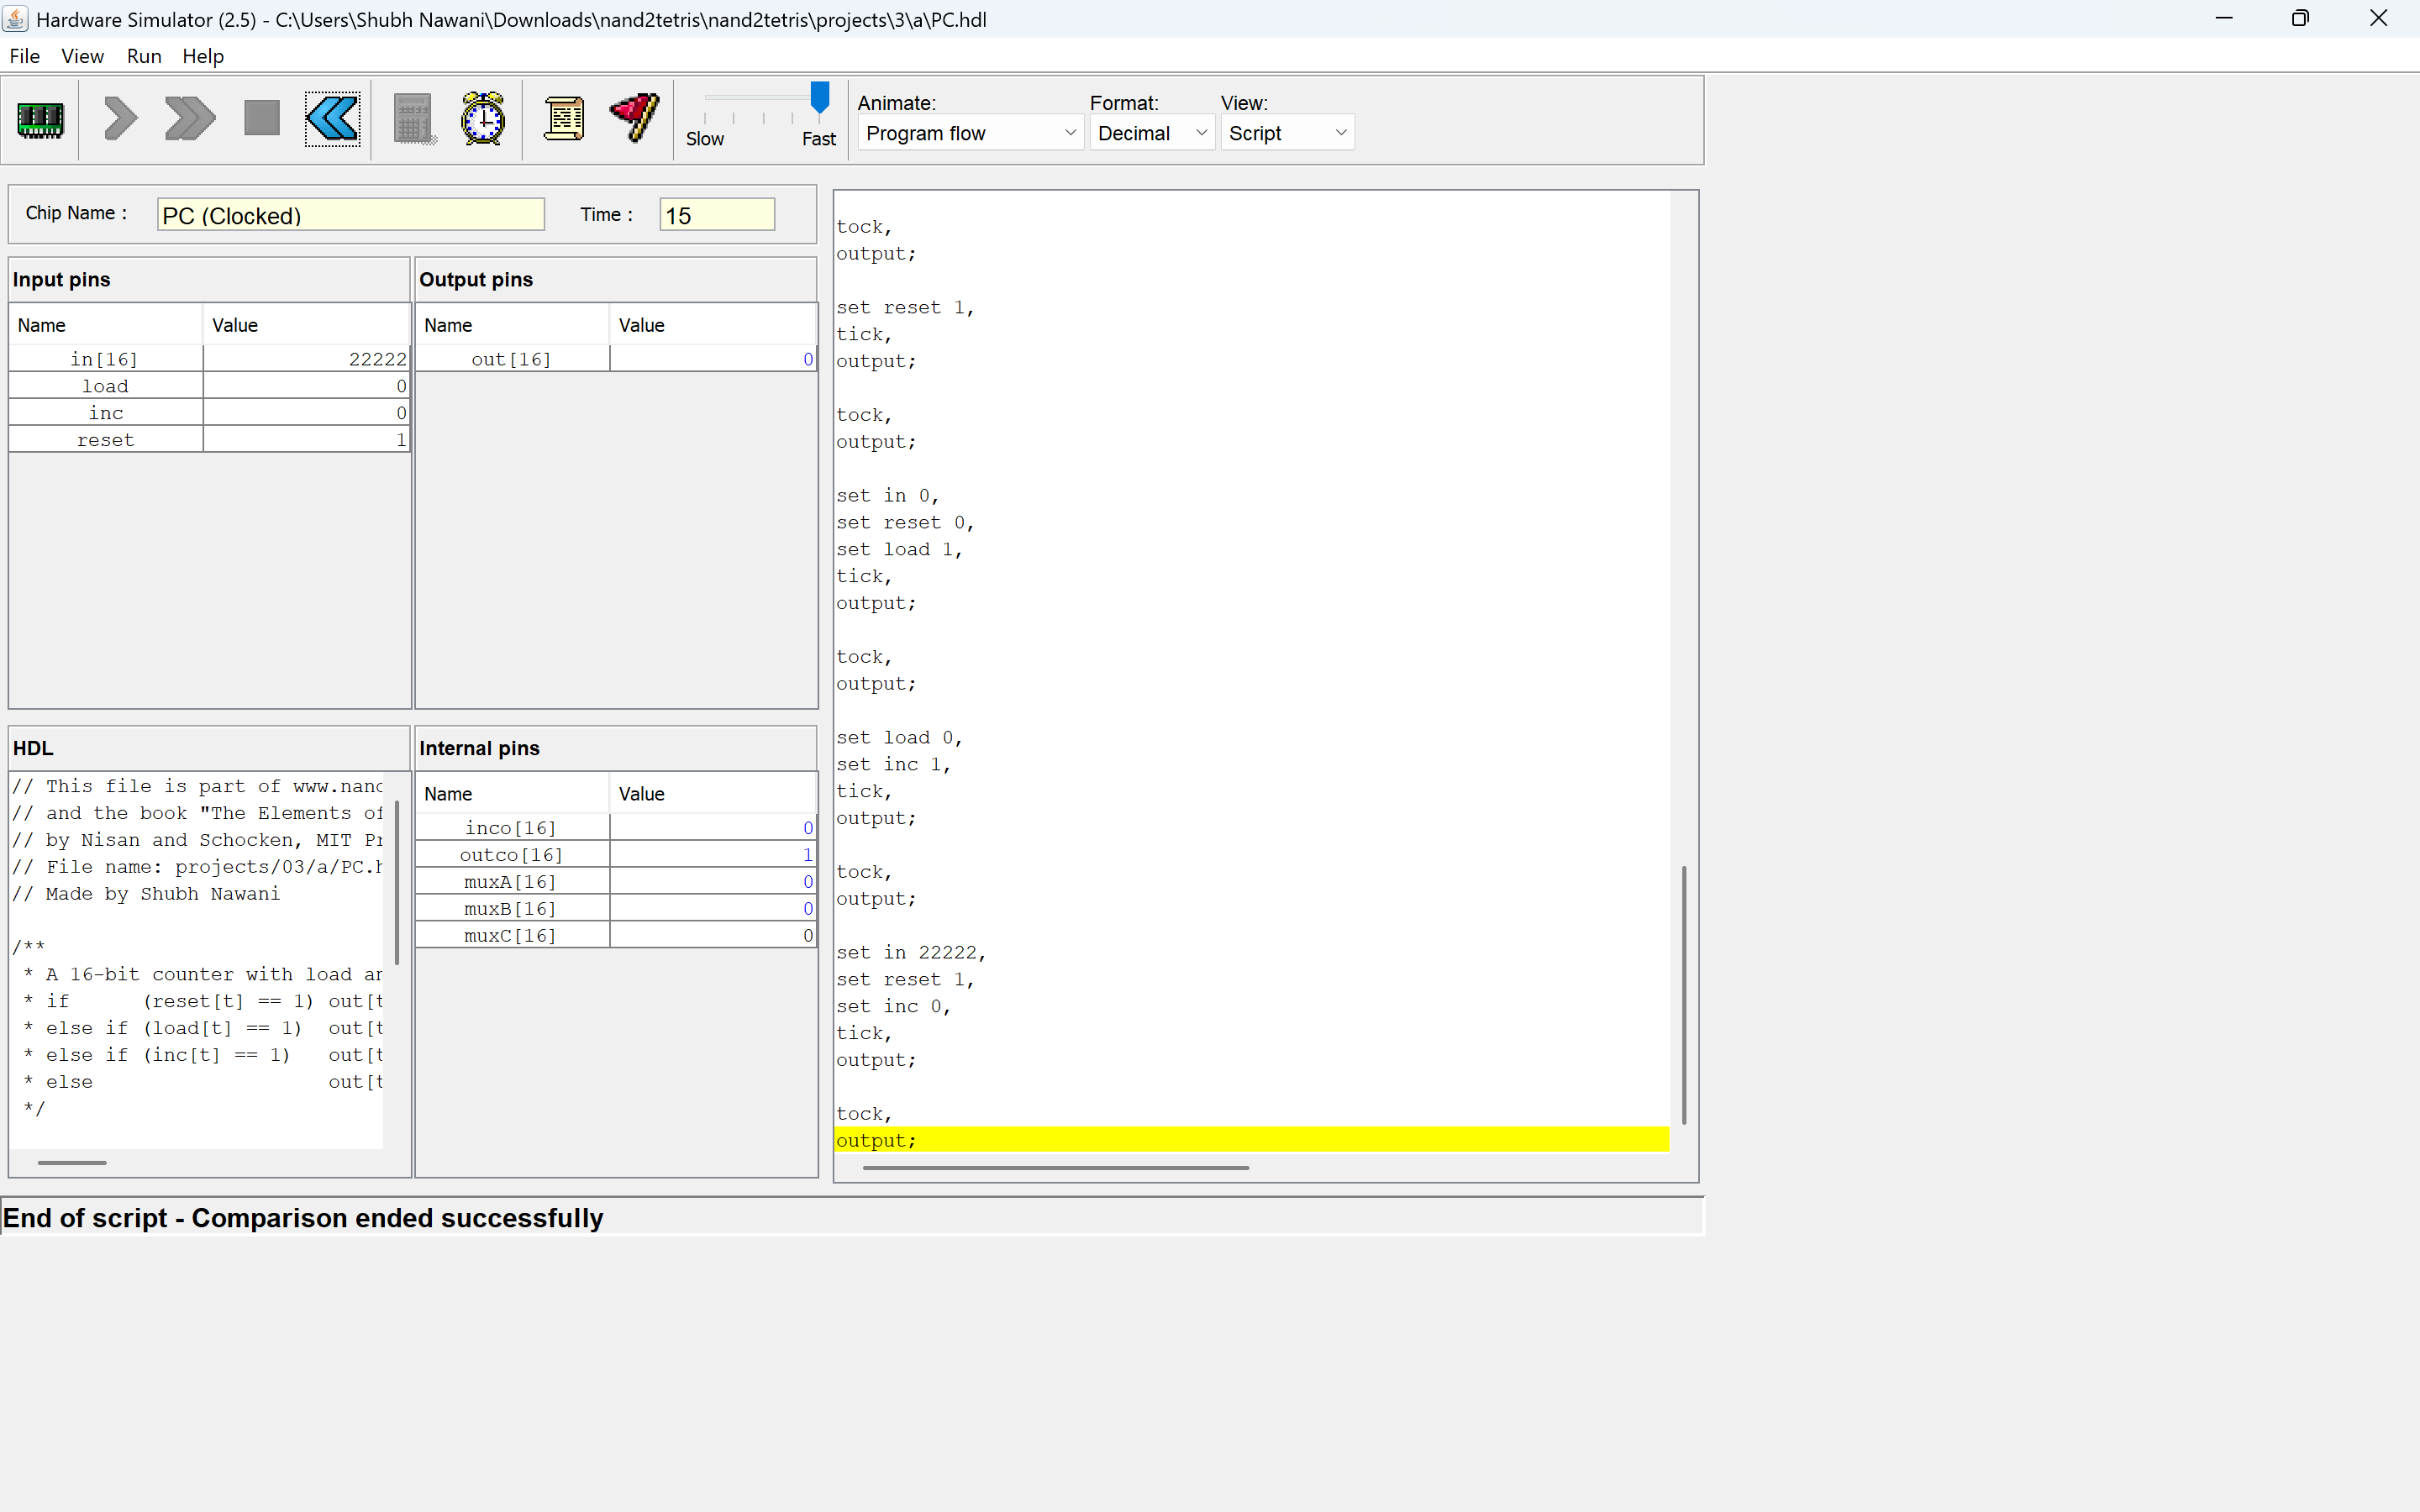 Hardware Simulator (2.5) - C:\Users\Shubh Nawani\Downloads\nand2tetris\nand2tetris\projects\3\a\PC.hdl
File View Run Help
Animate: Format: View:
Slow Fast Program flow Decimal Script
Chip Name : PC (Clocked) Time : 15
Input pins
Name Value
in[16] 22222
load 0
inc 0
reset 1
Output pins
Name Value
out[16] 0
HDL
// This file is part of www.nand
// and the book "The Elements of
// by Nisan and Schocken, MIT Pr
// File name: projects/03/a/PC.h
// Made by Shubh Nawani
/**
* A 16-bit counter with load an
* if (reset[t] == 1) out[t
* else if (load[t] == 1) out[t
* else if (inc[t] == 1) out[t
* else out[t
*/
Internal pins
Name Value
inco[16] 0
outco[16] 1
muxA[16] 0
muxB[16] 0
muxC[16] 0
tock,
output;
set reset 1,
tick,
output;
tock,
output;
set in 0,
set reset 0,
set load 1,
tick,
output;
tock,
output;
set load 0,
set inc 1,
tick,
output;
tock,
output;
set in 22222,
set reset 1,
set inc 0,
tick,
output;
tock,
output;
End of script - Comparison ended successfully